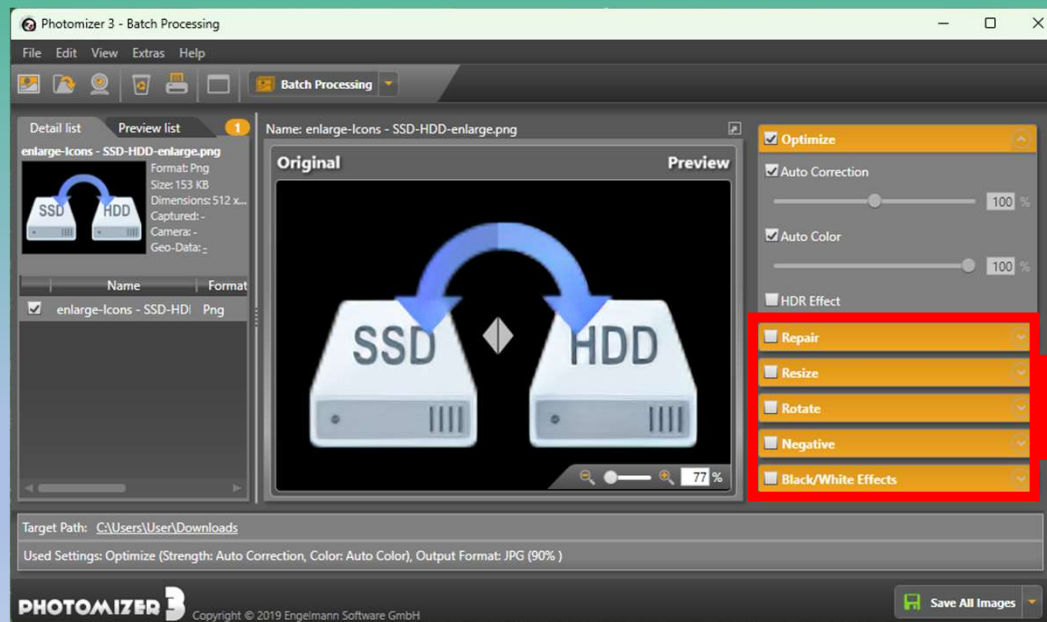 Photomizer 3 - Batch Processing
File Edit View Extras Help
Batch Processing
Detail list Preview list 1
enlarge-Icons - SSD-HDD-enlarge.png
Format: Png
Size: 153 KB
Dimensions: 512 x...
Captured: -
Camera: -
Geo-Data: -
SSD HDD
Name Format
enlarge-Icons - SSD-HDI Png
Name: enlarge-Icons - SSD-HDD-enlarge.png
Original Preview
SSD HDD
77 %
Optimize
Auto Correction
100 %
Auto Color
100 %
HDR Effect
Repair
Resize
Rotate
Negative
Black/White Effects
Target Path: C:\Users\User\Downloads
Used Settings: Optimize (Strength: Auto Correction, Color: Auto Color), Output Format: JPG (90% )
PHOTOMIZER 3 Copyright © 2019 Engelmann Software GmbH
Save All Images